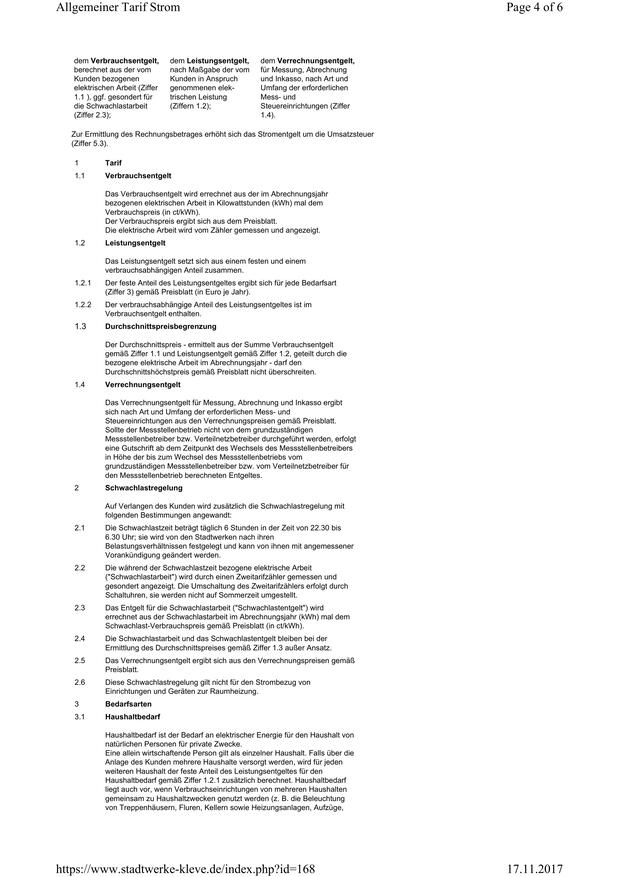 Allgemeiner Tarif Strom
Page 4 of 6
dem Verbrauchsentgelt,
berechnet aus der vom
Kunden bezogenen
elektrischen Arbeit (Ziffer
1.1 ), ggf. gesondert für
die Schwachlastarbeit
(Ziffer 2.3);
dem Leistungsentgelt,
nach Maßgabe der vom
Kunden in Anspruch
genommenen elek-
trischen Leistung
(Ziffern 1.2);
dem Verrechnungsentgelt,
für Messung, Abrechnung
und Inkasso, nach Art und
Umfang der erforderlichen
Mess- und
Steuereinrichtungen (Ziffer
1.4).
Zur Ermittlung des Rechnungsbetrages erhöht sich das Stromentgelt um die Umsatzsteuer
(Ziffer 5.3).
1 Tarif
1.1 Verbrauchsentgelt
Das Verbrauchsentgelt wird errechnet aus der im Abrechnungsjahr
bezogenen elektrischen Arbeit in Kilowattstunden (kWh) mal dem
Verbrauchspreis (in ct/kWh).
Der Verbrauchspreis ergibt sich aus dem Preisblatt.
Die elektrische Arbeit wird vom Zähler gemessen und angezeigt.
1.2 Leistungsentgelt
Das Leistungsentgelt setzt sich aus einem festen und einem
verbrauchsabhängigen Anteil zusammen.
1.2.1 Der feste Anteil des Leistungsentgeltes ergibt sich für jede Bedarfsart
(Ziffer 3) gemäß Preisblatt (in Euro je Jahr).
1.2.2 Der verbrauchsabhängige Anteil des Leistungsentgeltes ist im
Verbrauchsentgelt enthalten.
1.3 Durchschnittspreisbegrenzung
Der Durchschnittspreis - ermittelt aus der Summe Verbrauchsentgelt
gemäß Ziffer 1.1 und Leistungsentgelt gemäß Ziffer 1.2, geteilt durch die
bezogene elektrische Arbeit im Abrechnungsjahr - darf den
Durchschnittshöchstpreis gemäß Preisblatt nicht überschreiten.
1.4 Verrechnungsentgelt
Das Verrechnungsentgelt für Messung, Abrechnung und Inkasso ergibt
sich nach Art und Umfang der erforderlichen Mess- und
Steuereinrichtungen aus den Verrechnungspreisen gemäß Preisblatt.
Sollte der Messstellenbetrieb nicht von dem grundzuständigen
Messstellenbetreiber bzw. Verteilnetzbetreiber durchgeführt werden, erfolgt
eine Gutschrift ab dem Zeitpunkt des Wechsels des Messstellenbetreibers
in Höhe der bis zum Wechsel des Messstellenbetriebs vom
grundzuständigen Messstellenbetreiber bzw. vom Verteilnetzbetreiber für
den Messstellenbetrieb berechneten Entgeltes.
2 Schwachlastregelung
Auf Verlangen des Kunden wird zusätzlich die Schwachlastregelung mit
folgenden Bestimmungen angewandt:
2.1 Die Schwachlastzeit beträgt täglich 6 Stunden in der Zeit von 22.30 bis
6.30 Uhr; sie wird von den Stadtwerken nach ihren
Belastungsverhältnissen festgelegt und kann von ihnen mit angemessener
Vorankündigung geändert werden.
2.2 Die während der Schwachlastzeit bezogene elektrische Arbeit
("Schwachlastarbeit") wird durch einen Zweitarifzähler gemessen und
gesondert angezeigt. Die Umschaltung des Zweitarifzählers erfolgt durch
Schaltuhren, sie werden nicht auf Sommerzeit umgestellt.
2.3 Das Entgelt für die Schwachlastarbeit ("Schwachlastentgelt") wird
errechnet aus der Schwachlastarbeit im Abrechnungsjahr (kWh) mal dem
Schwachlast-Verbrauchspreis gemäß Preisblatt (in ct/kWh).
2.4 Die Schwachlastarbeit und das Schwachlastentgelt bleiben bei der
Ermittlung des Durchschnittspreises gemäß Ziffer 1.3 außer Ansatz.
2.5 Das Verrechnungsentgelt ergibt sich aus den Verrechnungspreisen gemäß
Preisblatt.
2.6 Diese Schwachlastregelung gilt nicht für den Strombezug von
Einrichtungen und Geräten zur Raumheizung.
3 Bedarfsarten
3.1 Haushaltbedarf
Haushaltbedarf ist der Bedarf an elektrischer Energie für den Haushalt von
natürlichen Personen für private Zwecke.
Eine allein wirtschaftende Person gilt als einzelner Haushalt. Falls über die
Anlage des Kunden mehrere Haushalte versorgt werden, wird für jeden
weiteren Haushalt der feste Anteil des Leistungsentgeltes für den
Haushaltbedarf gemäß Ziffer 1.2.1 zusätzlich berechnet. Haushaltbedarf
liegt auch vor, wenn Verbrauchseinrichtungen von mehreren Haushalten
gemeinsam zu Haushaltzwecken genutzt werden (z. B. die Beleuchtung
von Treppenhäusern, Fluren, Kellern sowie Heizungsanlagen, Aufzüge,
https://www.stadtwerke-kleve.de/index.php?id=168
17.11.2017